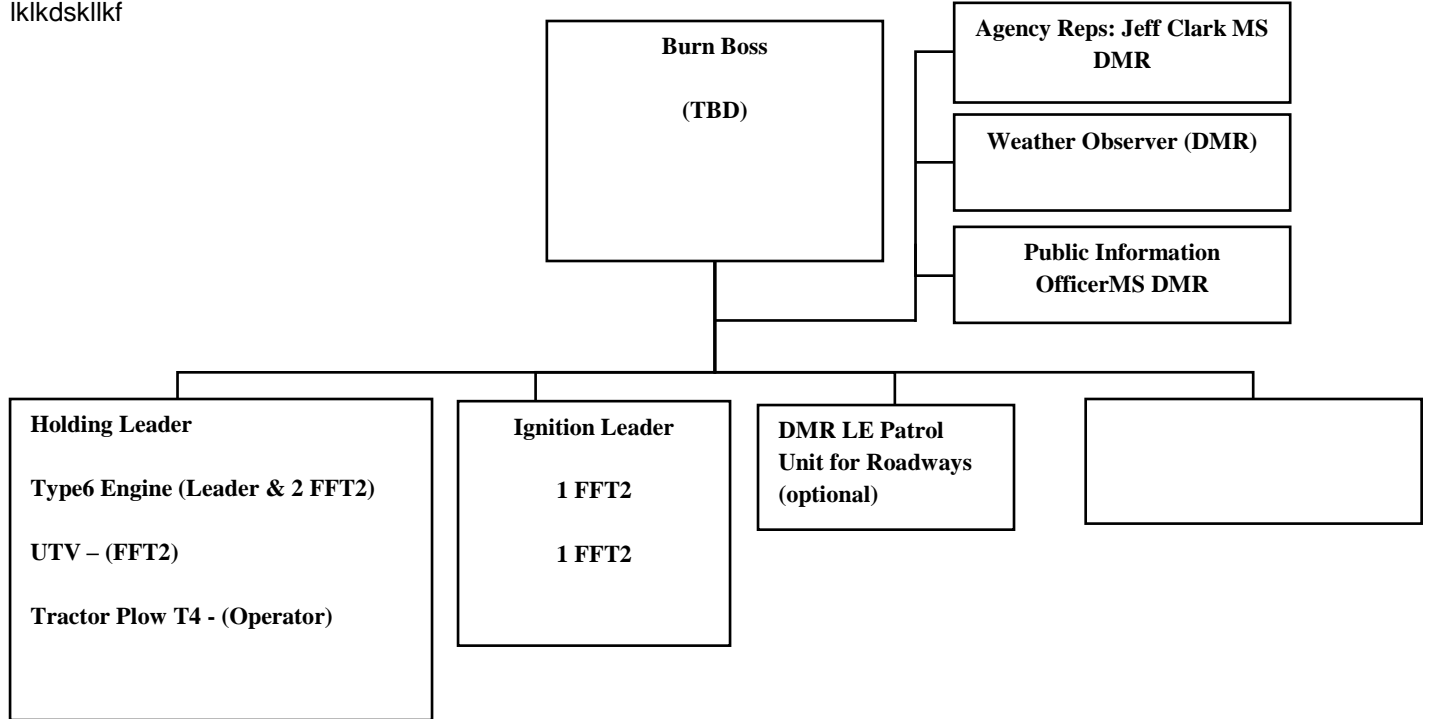 lklkdskllkf
Burn Boss
(TBD)
Agency Reps: Jeff Clark MS
DMR
Weather Observer (DMR)
Public Information
OfficerMS DMR
Holding Leader
Type6 Engine (Leader & 2 FFT2)
UTV – (FFT2)
Tractor Plow T4 - (Operator)
Ignition Leader
1 FFT2
1 FFT2
DMR LE Patrol
Unit for Roadways
(optional)